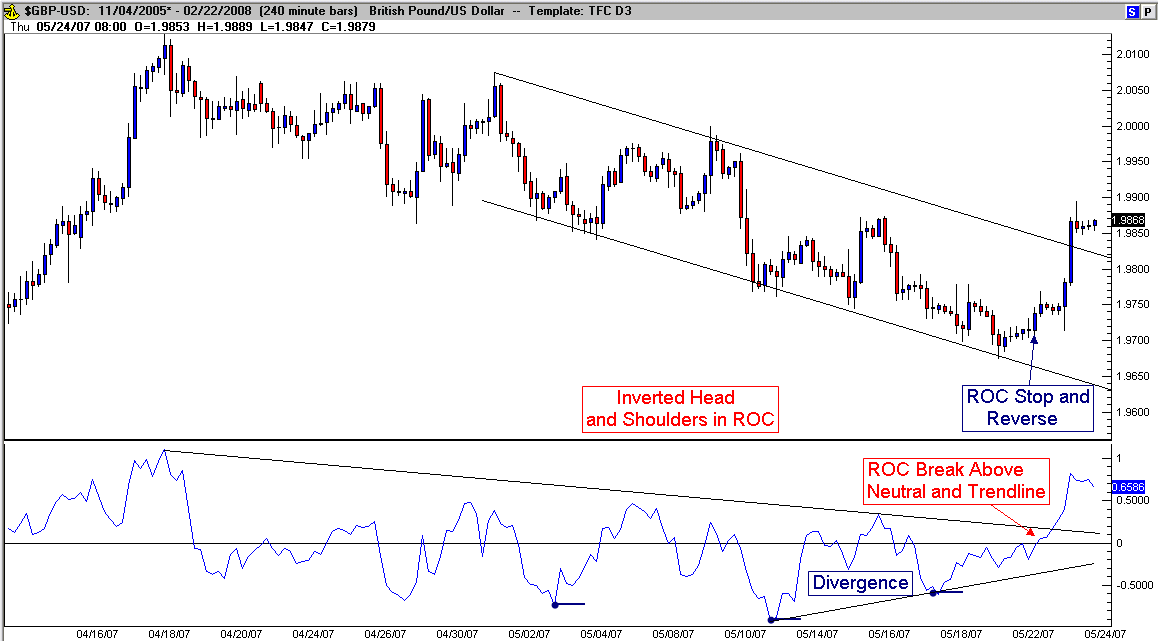 $GBP-USD: 11/04/2005* - 02/22/2008 (240 minute bars) British Pound/US Dollar -- Template: TFC D3
S P
Thu 05/24/07 08:00 O=1.9853 H=1.9889 L=1.9847 C=1.9879
2.0100
2.0050
2.0000
1.9950
1.9900
1.9868
1.9850
1.9800
1.9750
1.9700
1.9650
1.9600
Inverted Head
and Shoulders in ROC
ROC Stop and
Reverse
ROC Break Above
Neutral and Trendline
Divergence
1
0.6586
0.5000
0
-0.5000
04/16/07 04/18/07 04/20/07 04/24/07 04/26/07 04/30/07 05/02/07 05/04/07 05/08/07 05/10/07 05/14/07 05/16/07 05/18/07 05/22/07 05/24/07